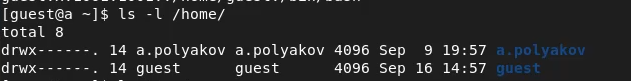 [guest@a ~]$ ls -l /home/
total 8
drwx------. 14 a.polyakov a.polyakov 4096 Sep  9 19:57 a.polyakov
drwx------. 14 guest      guest      4096 Sep 16 14:57 guest